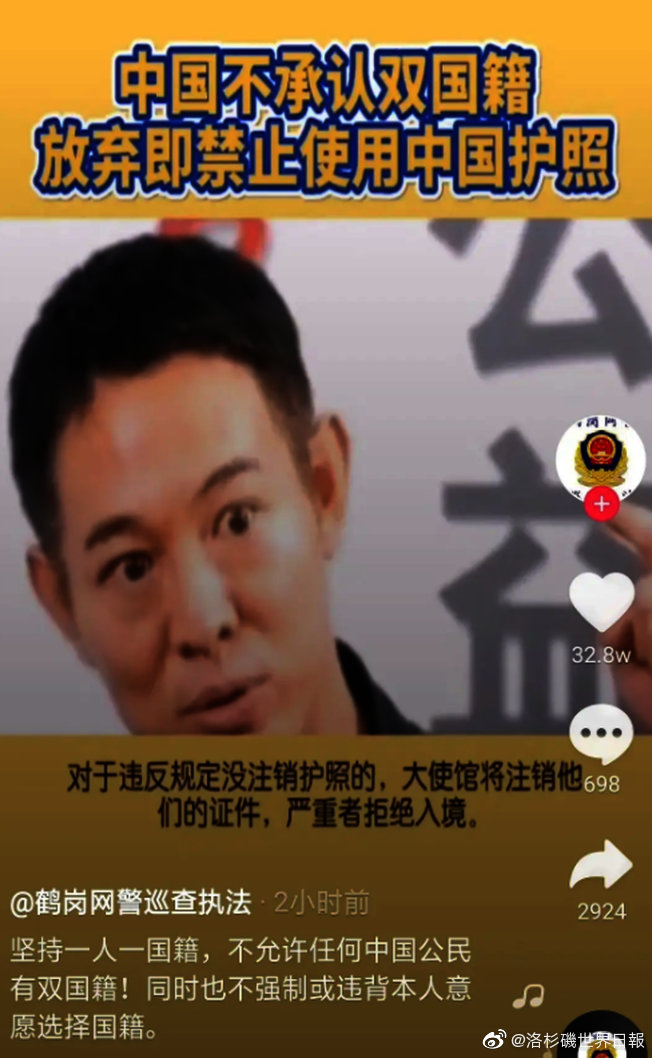 中国不承认双国籍
放弃即禁止使用中国护照
公
益
32.8w
对于违反规定没注销护照的，大使馆将注销他
们的证件，严重者拒绝入境。
698
2924
@鹤岗网警巡查执法 · 2小时前
坚持一人一国籍，不允许任何中国公民
有双国籍！同时也不强制或违背本人意
愿选择国籍。
@洛杉磯世界日報